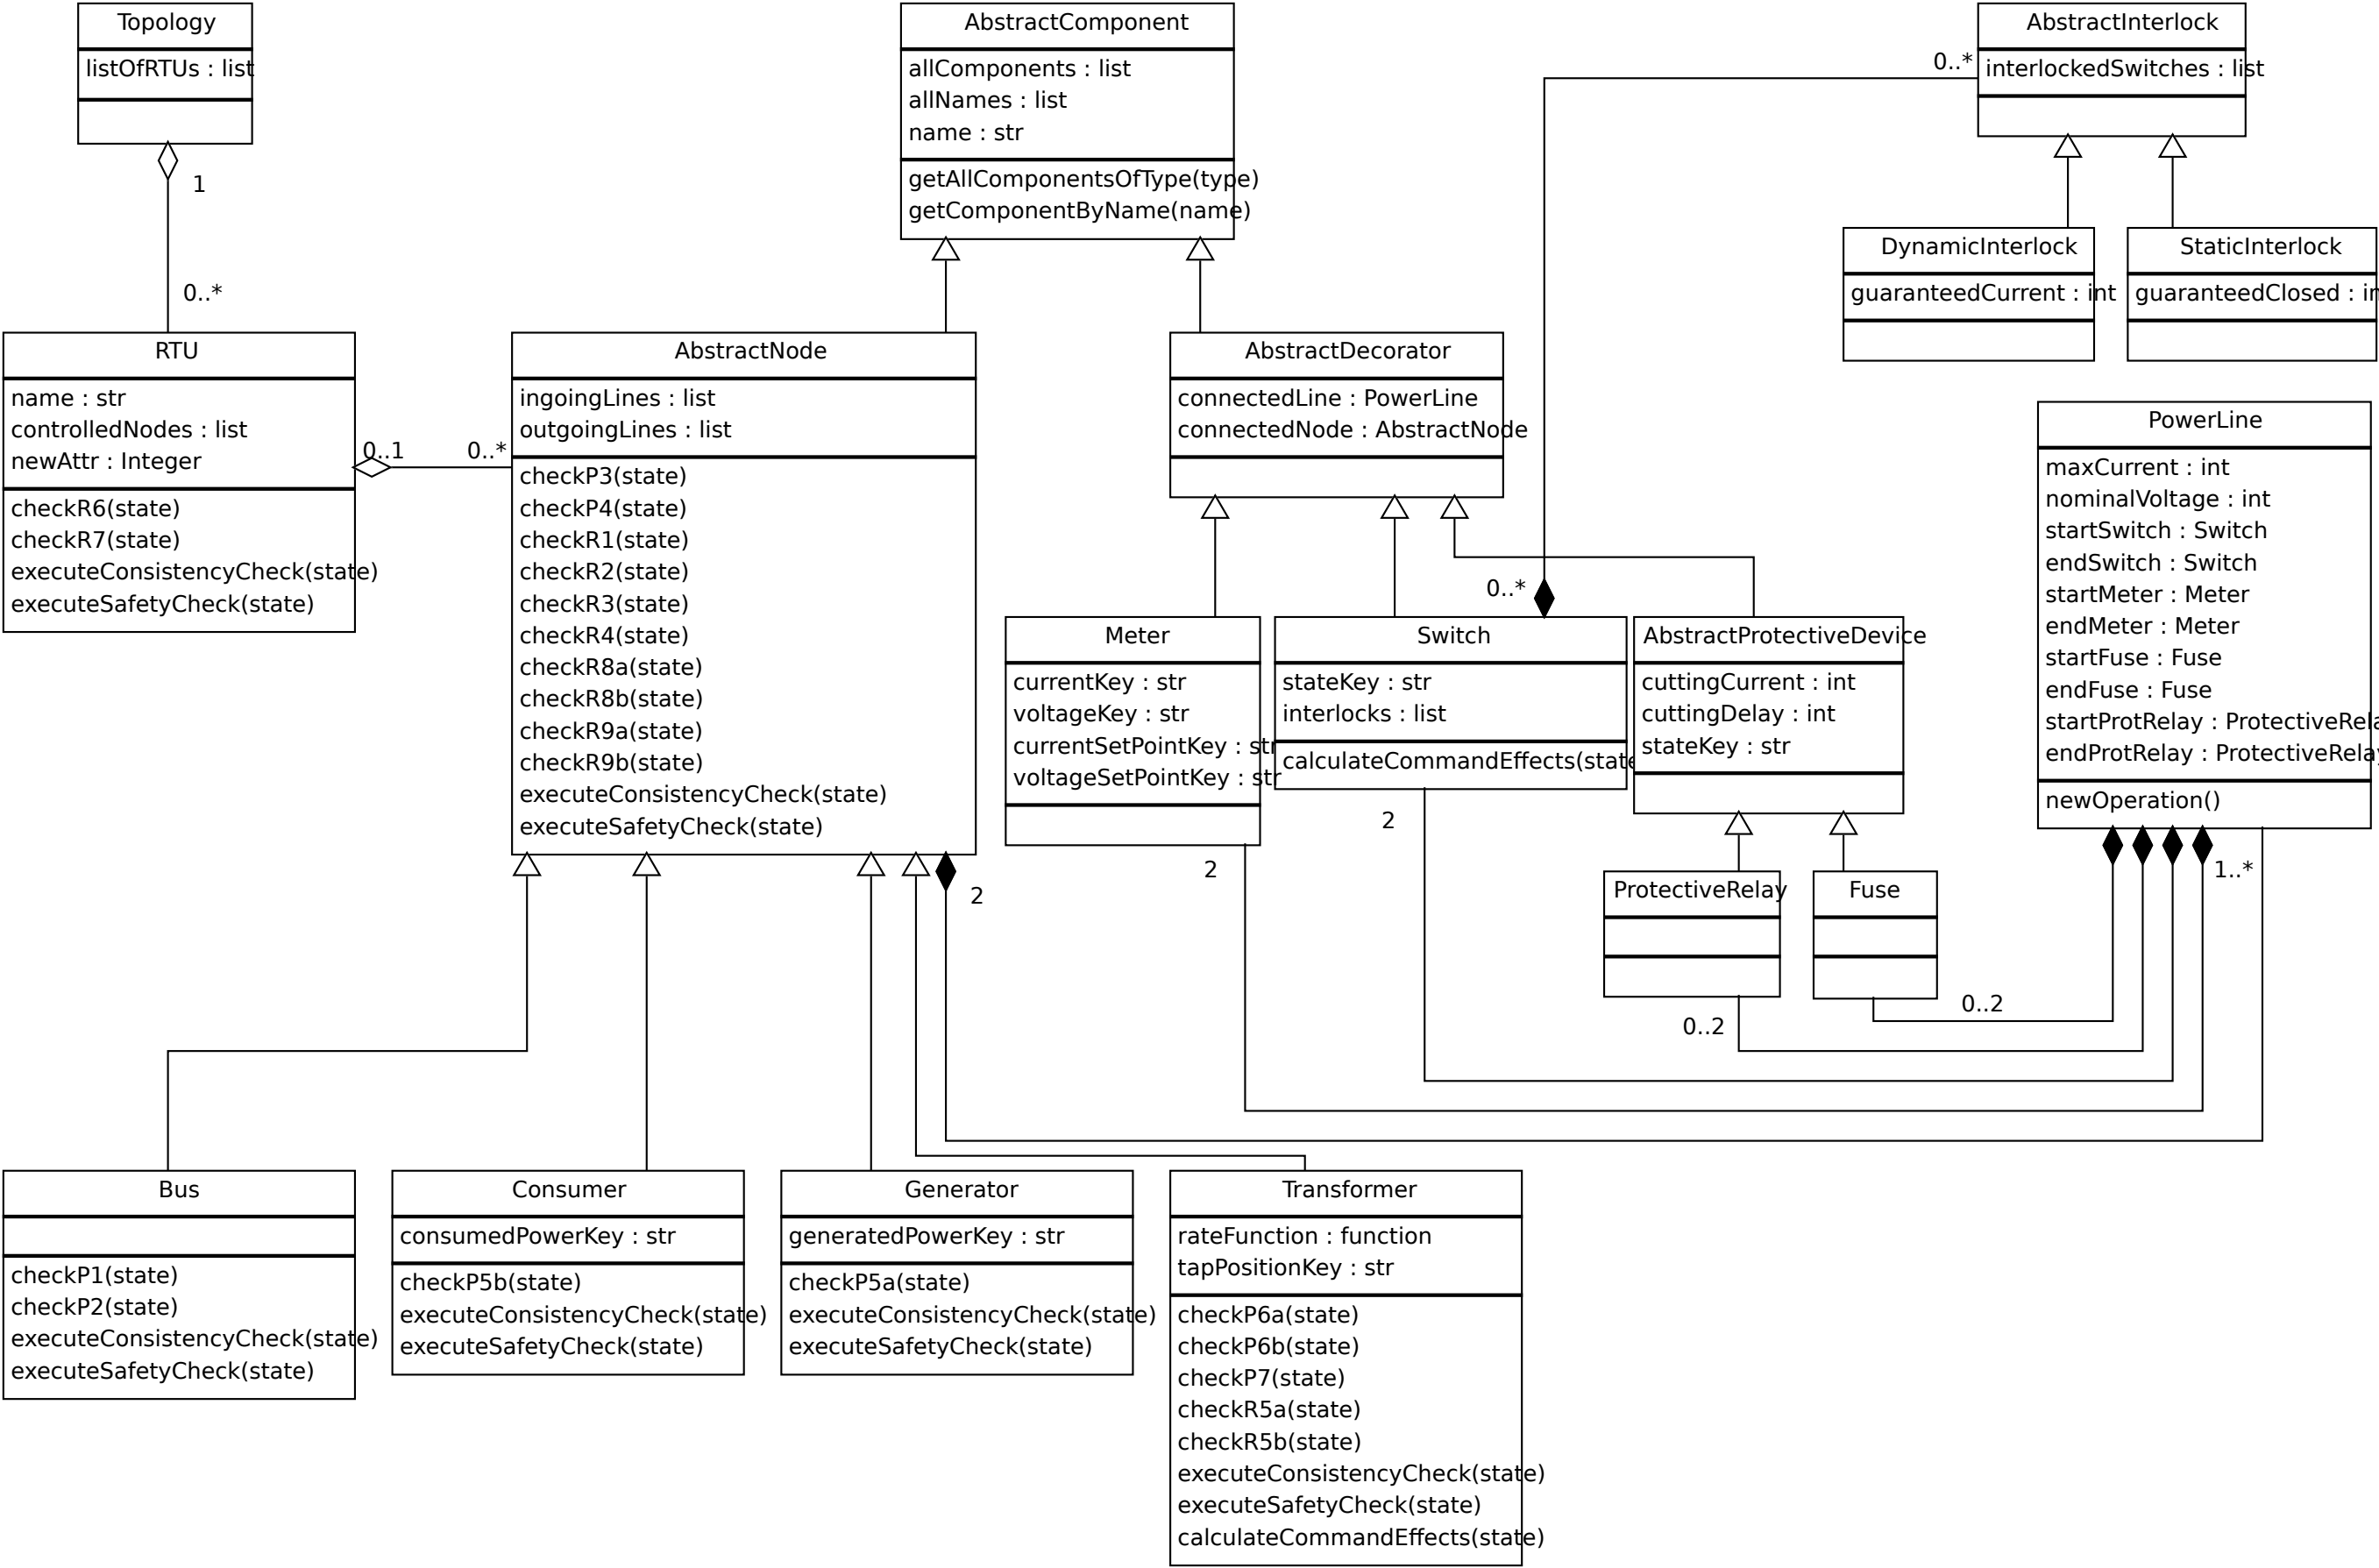 Topology
listOfRTUs : list
1
0..*
AbstractComponent
allComponents : list
allNames : list
name : str
getAllComponentsOfType(type)
getComponentByName(name)
AbstractInterlock
interlockedSwitches : list
0..*
DynamicInterlock
guaranteedCurrent : int
StaticInterlock
guaranteedClosed : in
RTU
name : str
controlledNodes : list
newAttr : Integer
checkR6(state)
checkR7(state)
executeConsistencyCheck(state)
executeSafetyCheck(state)
0..1
0..*
AbstractNode
ingoingLines : list
outgoingLines : list
checkP3(state)
checkP4(state)
checkR1(state)
checkR2(state)
checkR3(state)
checkR4(state)
checkR8a(state)
checkR8b(state)
checkR9a(state)
checkR9b(state)
executeConsistencyCheck(state)
executeSafetyCheck(state)
2
AbstractDecorator
connectedLine : PowerLine
connectedNode : AbstractNode
0..*
Meter
currentKey : str
voltageKey : str
currentSetPointKey : str
voltageSetPointKey : str
2
Switch
stateKey : str
interlocks : list
calculateCommandEffects(state
2
AbstractProtectiveDevice
cuttingCurrent : int
cuttingDelay : int
stateKey : str
PowerLine
maxCurrent : int
nominalVoltage : int
startSwitch : Switch
endSwitch : Switch
startMeter : Meter
endMeter : Meter
startFuse : Fuse
endFuse : Fuse
startProtRelay : ProtectiveRela
endProtRelay : ProtectiveRelay
newOperation()
1..*
ProtectiveRelay
0..2
Fuse
0..2
Bus
checkP1(state)
checkP2(state)
executeConsistencyCheck(state)
executeSafetyCheck(state)
Consumer
consumedPowerKey : str
checkP5b(state)
executeConsistencyCheck(state)
executeSafetyCheck(state)
Generator
generatedPowerKey : str
checkP5a(state)
executeConsistencyCheck(state)
executeSafetyCheck(state)
Transformer
rateFunction : function
tapPositionKey : str
checkP6a(state)
checkP6b(state)
checkP7(state)
checkR5a(state)
checkR5b(state)
executeConsistencyCheck(state)
executeSafetyCheck(state)
calculateCommandEffects(state)